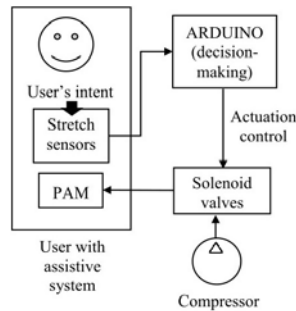 User's intent
Stretch
sensors
PAM
User with
assistive
system
ARDUINO
(decision-
making)
Actuation
control
Solenoid
valves
Compressor